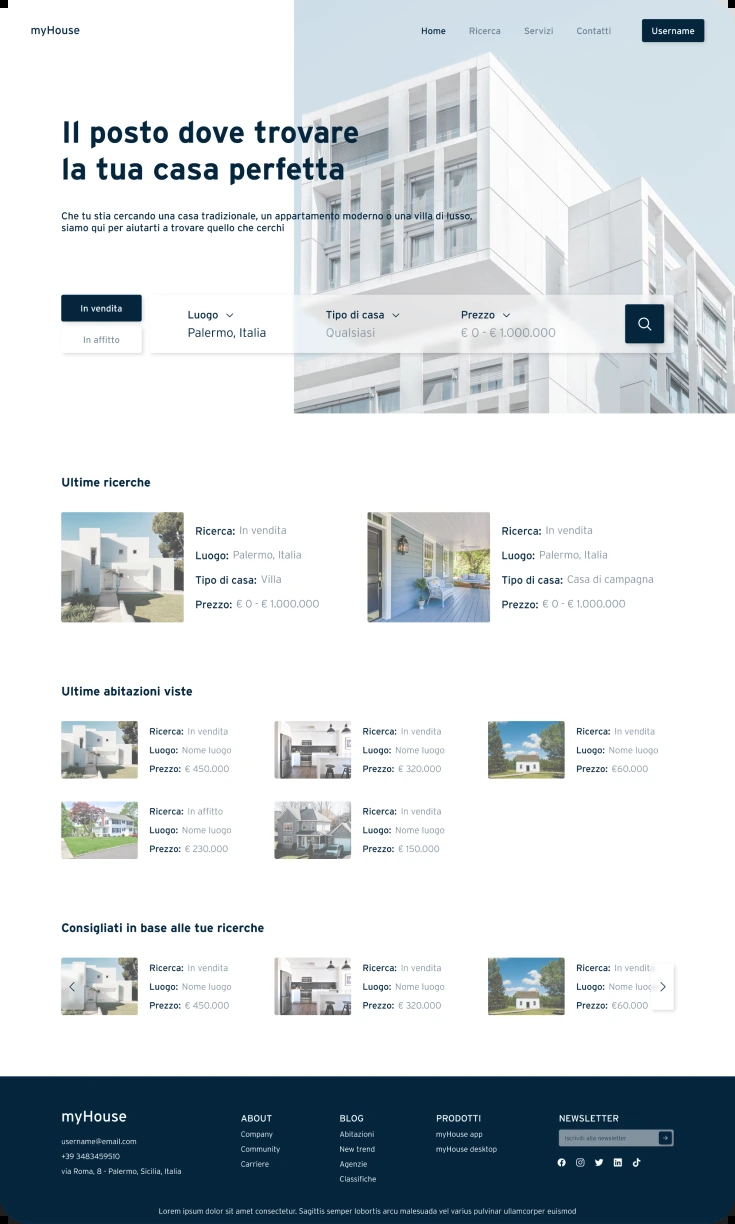 myHouse
Home Ricerca Servizi Contatti Username
Il posto dove trovare
la tua casa perfetta
Che tu stia cercando una casa tradizionale, un appartamento moderno o una villa di lusso,
siamo qui per aiutarti a trovare quello che cerchi
In vendita
In affitto
Luogo
Palermo, Italia
Tipo di casa
Qualsiasi
Prezzo
€ 0 - € 1.000.000
Ultime ricerche
Ricerca: In vendita
Luogo: Palermo, Italia
Tipo di casa: Villa
Prezzo: € 0 - € 1.000.000
Ricerca: In vendita
Luogo: Palermo, Italia
Tipo di casa: Casa di campagna
Prezzo: € 0 - € 1.000.000
Ultime abitazioni viste
Ricerca: In vendita
Luogo: Nome luogo
Prezzo: € 450.000
Ricerca: In vendita
Luogo: Nome luogo
Prezzo: € 320.000
Ricerca: In vendita
Luogo: Nome luogo
Prezzo: €60.000
Ricerca: In affitto
Luogo: Nome luogo
Prezzo: € 230.000
Ricerca: In vendita
Luogo: Nome luogo
Prezzo: € 150.000
Consigliati in base alle tue ricerche
Ricerca: In vendita
Luogo: Nome luogo
Prezzo: € 450.000
Ricerca: In vendita
Luogo: Nome luogo
Prezzo: € 320.000
Ricerca: In vendita
Luogo: Nome luogo
Prezzo: €60.000
myHouse
username@email.com
+39 3483459510
via Roma, 8 - Palermo, Sicilia, Italia
ABOUT
Company
Community
Carriere
BLOG
Abitazioni
New trend
Agenzie
Classifiche
PRODOTTI
myHouse app
myHouse desktop
NEWSLETTER
Iscriviti alla newsletter
Lorem ipsum dolor sit amet consectetur. Sagittis semper lobortis arcu malesuada vel varius pulvinar ullamcorper euismod